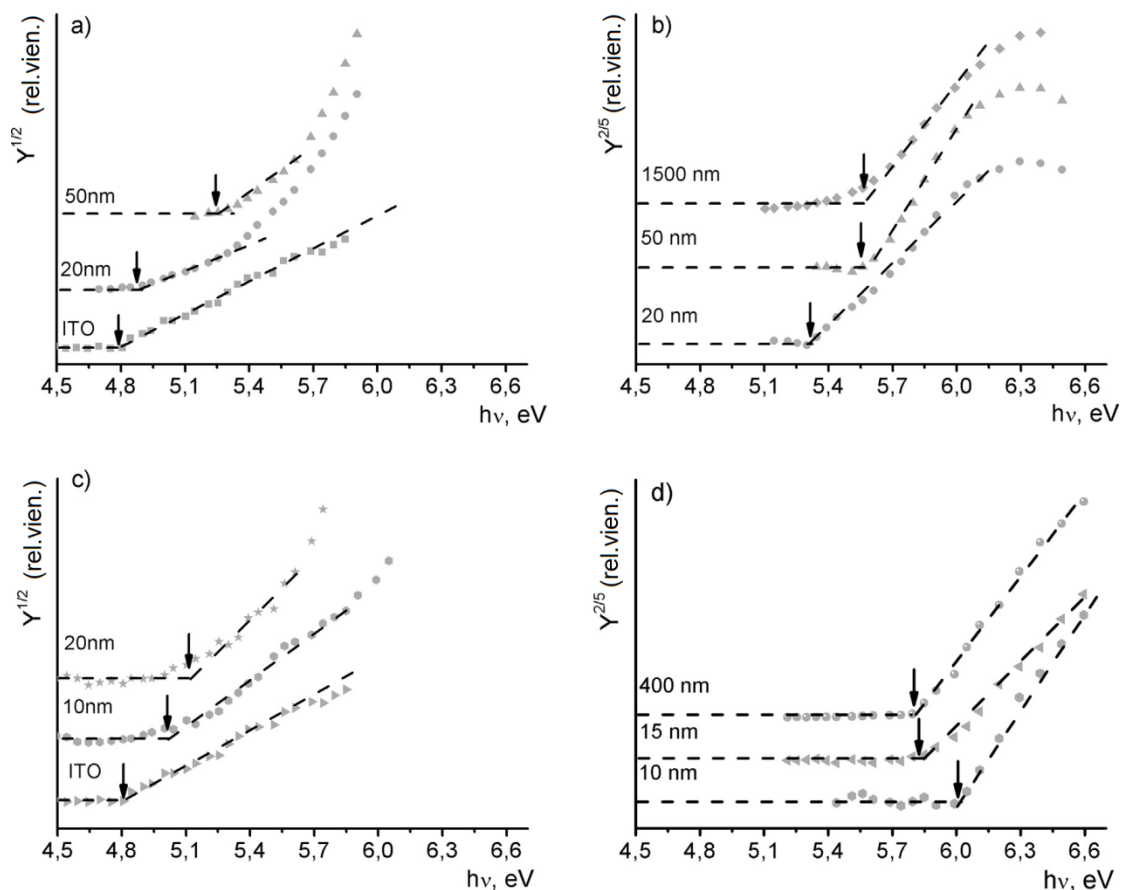 a)
Y1/2 (rel.vien.)
50nm
20nm
ITO
4,5 4,8 5,1 5,4 5,7 6,0 6,3 6,6
hν, eV
b)
Y2/5 (rel.vien.)
1500 nm
50 nm
20 nm
4,5 4,8 5,1 5,4 5,7 6,0 6,3 6,6
hν, eV
c)
Y1/2 (rel.vien.)
20nm
10nm
ITO
4,5 4,8 5,1 5,4 5,7 6,0 6,3 6,6
hν, eV
d)
Y2/5 (rel.vien.)
400 nm
15 nm
10 nm
4,5 4,8 5,1 5,4 5,7 6,0 6,3 6,6
hν, eV